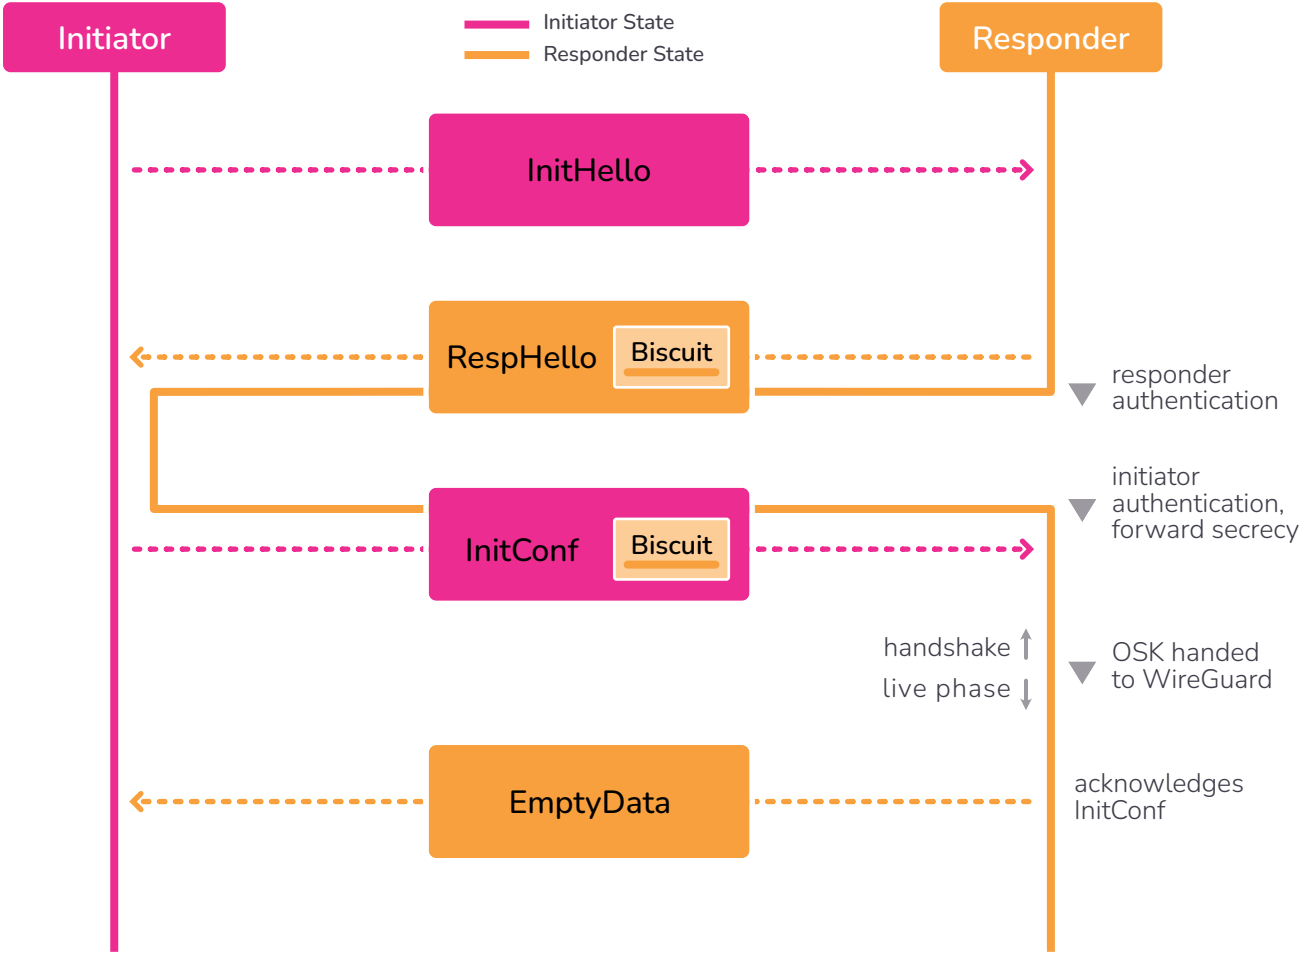 Initiator
Initiator State
Responder State
Responder
InitHello
RespHello
Biscuit
responder
authentication
initiator
authentication,
forward secrecy
InitConf
Biscuit
handshake
live phase
OSK handed
to WireGuard
EmptyData
acknowledges
InitConf